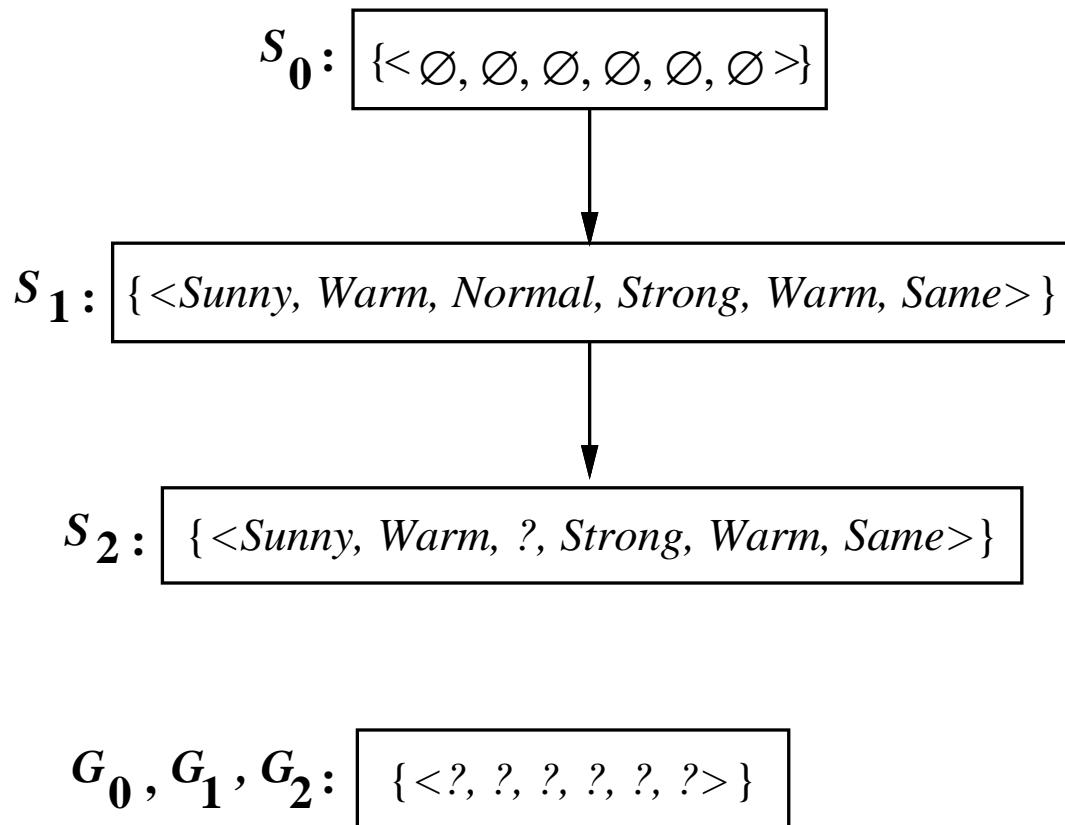 S0: {<∅, ∅, ∅, ∅, ∅, ∅>}
S1: {<Sunny, Warm, Normal, Strong, Warm, Same>}
S2: {<Sunny, Warm, ?, Strong, Warm, Same>}
G0, G1, G2: {<?, ?, ?, ?, ?, ?>}